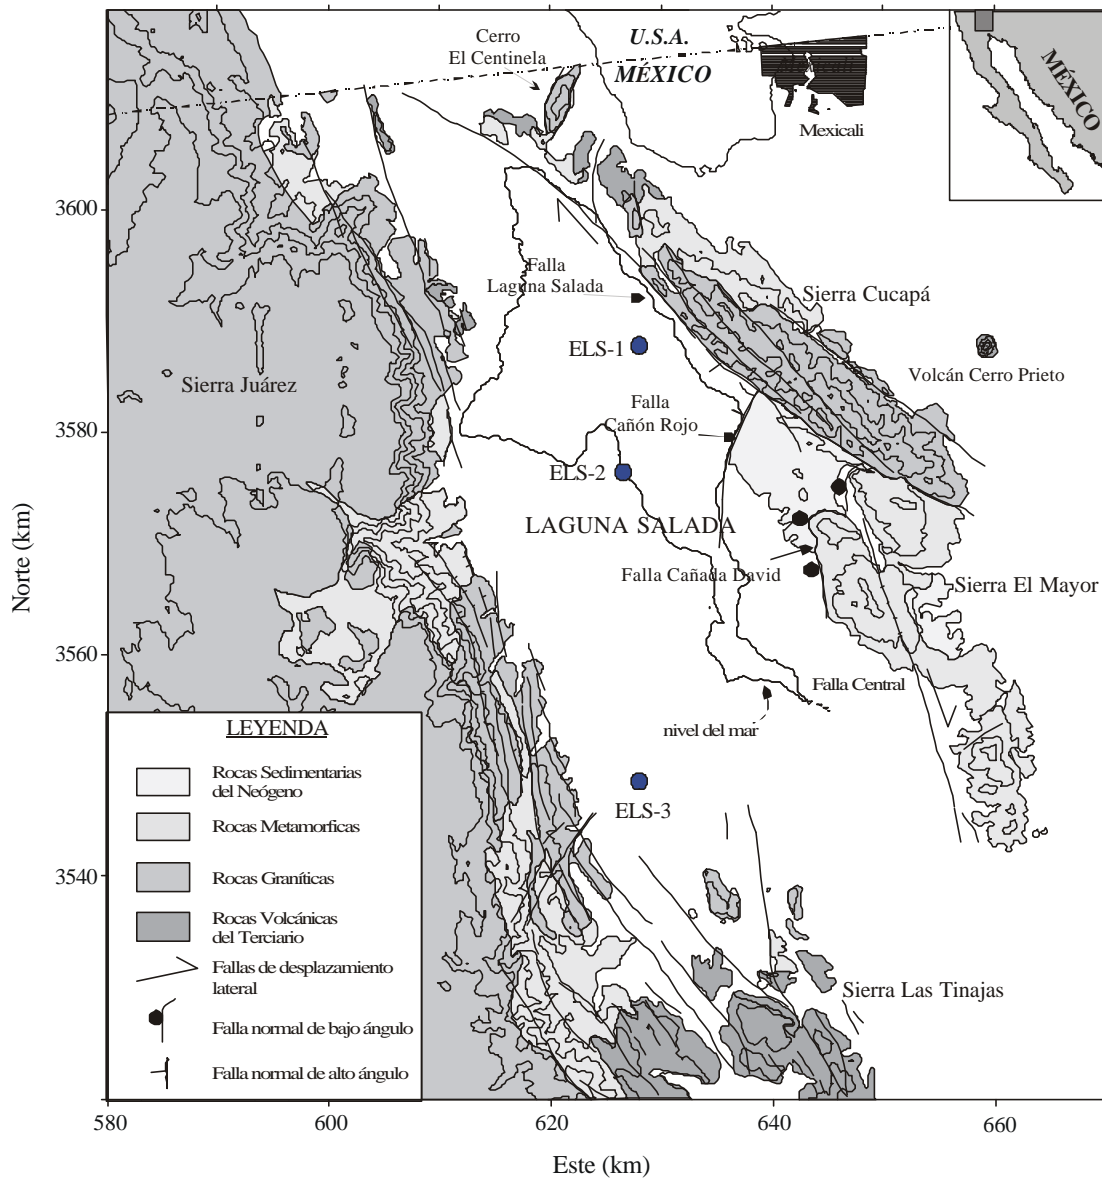 Cerro
El Centinela
U.S.A.
MÉXICO
Mexicali
Mexicali
MÉXICO
3600
3580
3560
3540
Norte (km)
Falla
Laguna Salada
Sierra Cucapá
ELS-1
Volcán Cerro Prieto
Sierra Juárez
Falla
Cañón Rojo
ELS-2
LAGUNA SALADA
Falla Cañada David
Sierra El Mayor
Falla Central
nivel del mar
ELS-3
Sierra Las Tinajas
LEYENDA
Rocas Sedimentarias
del Neógeno
Rocas Metamorficas
Rocas Graníticas
Rocas Volcánicas
del Terciario
Fallas de desplazamiento
lateral
Falla normal de bajo ángulo
Falla normal de alto ángulo
580
600
620
640
660
Este (km)